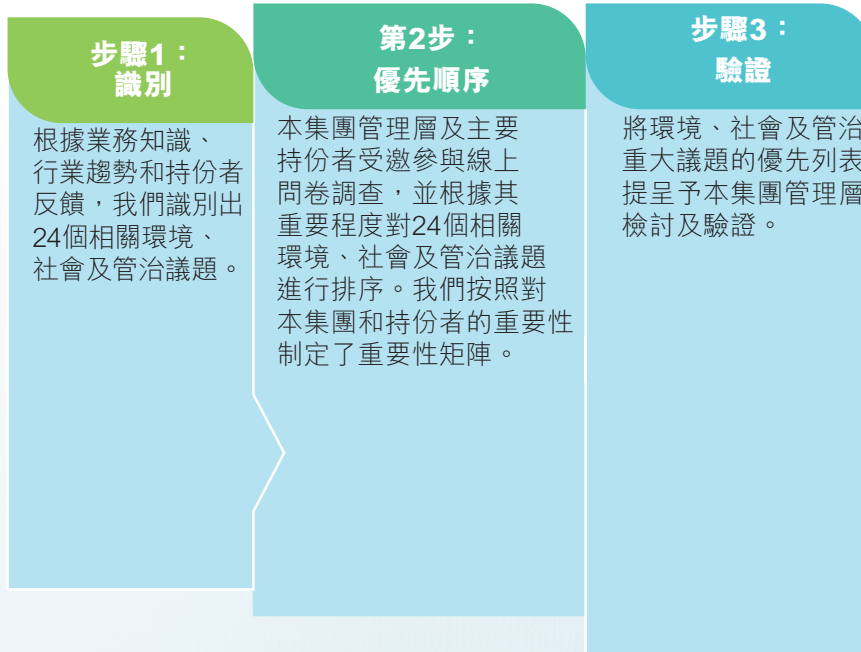 步驟1：
識別
根據業務知識、
行業趨勢和持份者
反饋，我們識別出
24個相關環境、
社會及管治議題。
第2步：
優先順序
本集團管理層及主要
持份者受邀參與線上
問卷調查，並根據其
重要程度對24個相關
環境、社會及管治議題
進行排序。我們按照對
本集團和持份者的重要性
制定了重要性矩陣。
步驟3：
驗證
將環境、社會及管治
重大議題的優先列表
提呈予本集團管理層
檢討及驗證。